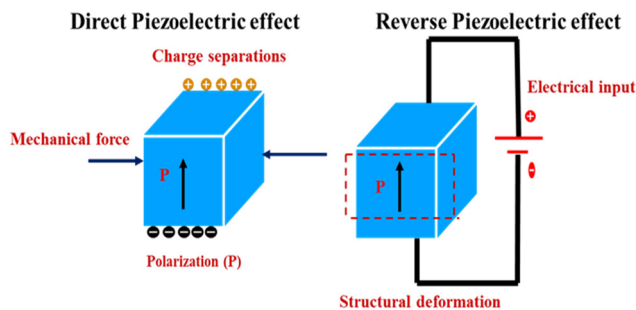 Direct Piezoelectric effect
Reverse Piezoelectric effect
Charge separations
+ + + + +
Mechanical force
P
− − − − −
Polarization (P)
Electrical input
+
−
P
Structural deformation